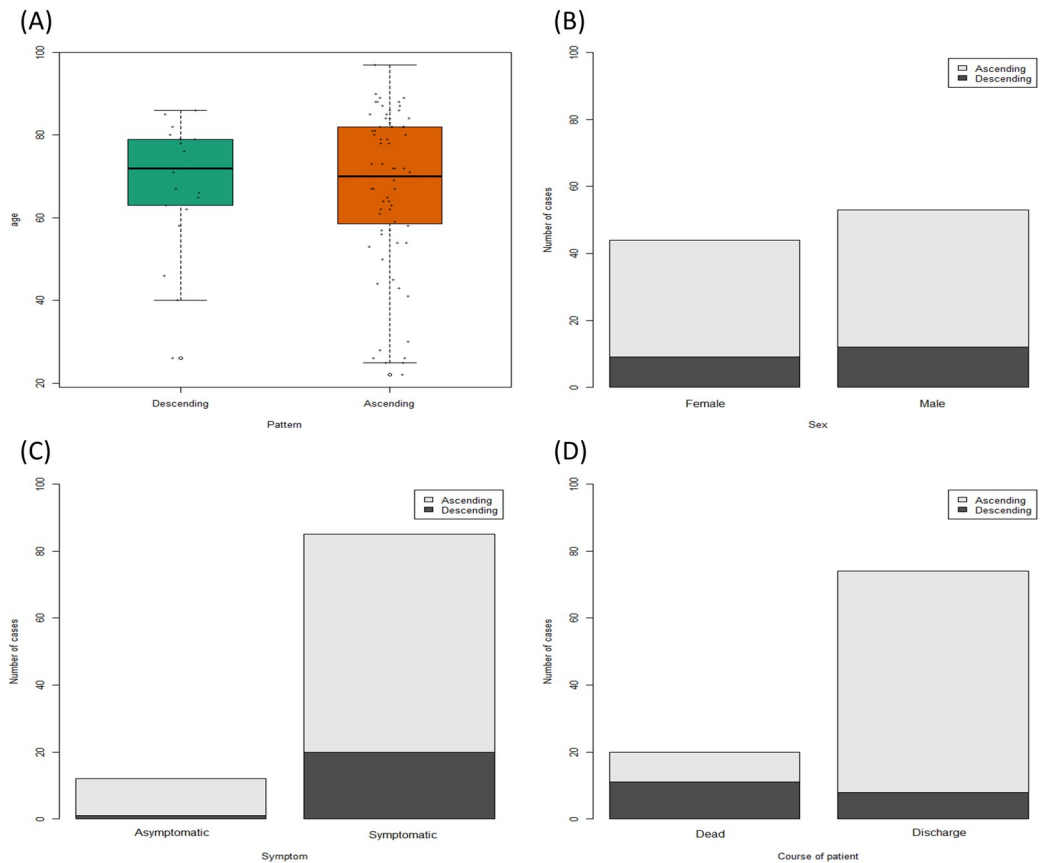 (A)
100
80
60
40
20
age
Descending
Ascending
Pattern
(B)
100
80
60
40
20
0
Number of cases
Ascending
Descending
Female
Male
Sex
(C)
100
80
60
40
20
0
Number of cases
Ascending
Descending
Asymptomatic
Symptomatic
Symptom
(D)
100
80
60
40
20
0
Number of cases
Ascending
Descending
Dead
Discharge
Course of patient